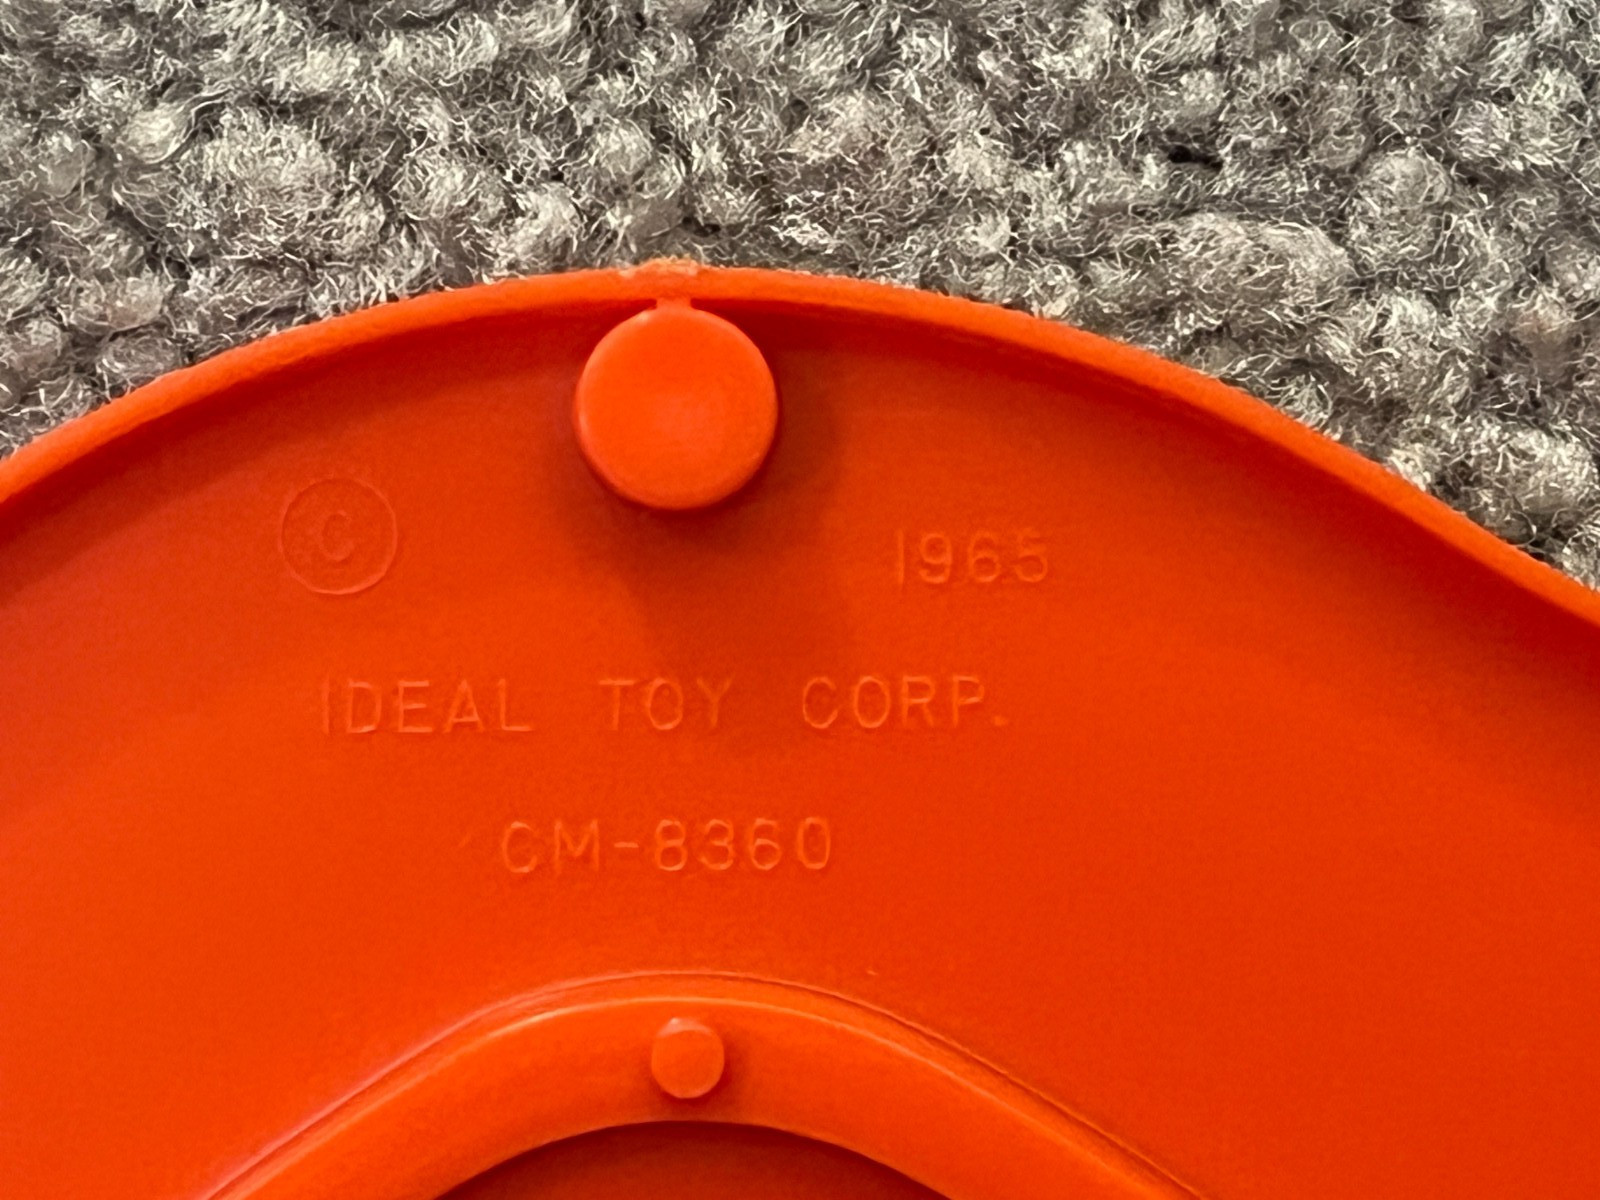 © 1965
IDEAL TOY CORP.
CM-8360